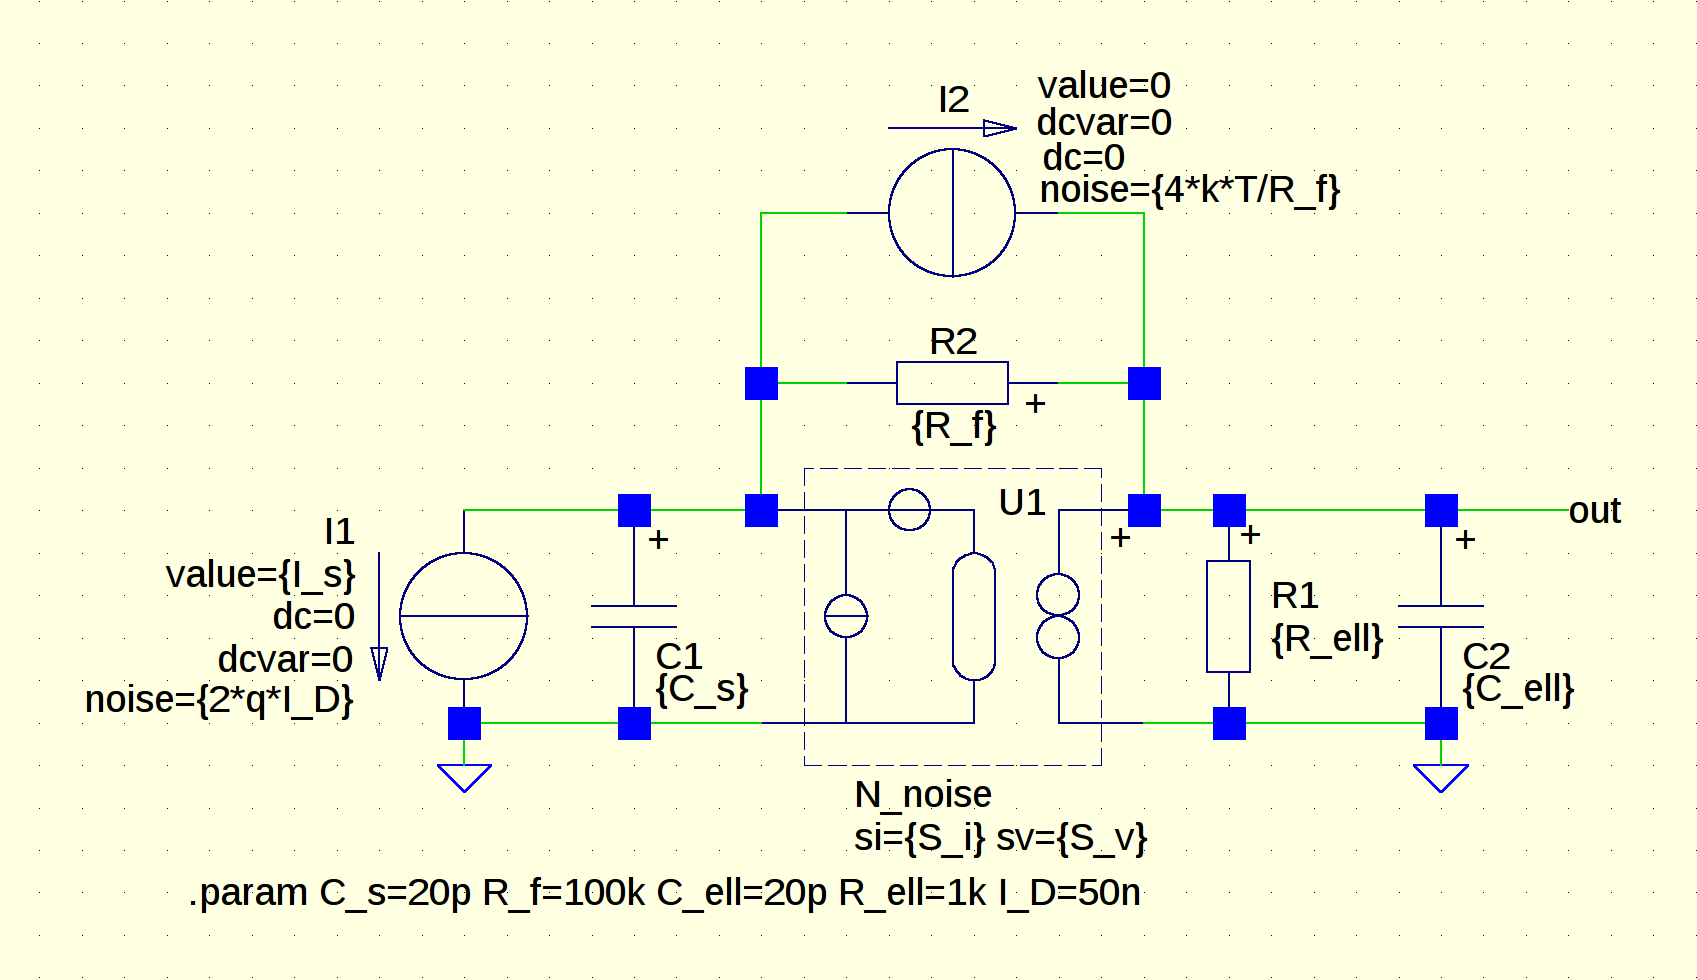 I2
value=0
dcvar=0
dc=0
noise={4*k*T/R_f}
R2
+
{R_f}
U1
out
I1
+
+
+
+
value={I_s}
R1
dc=0
{R_ell}
dcvar=0
C1
C2
noise={2*q*I_D}
{C_s}
{C_ell}
N_noise
si={S_i} sv={S_v}
.param C_s=20p R_f=100k C_ell=20p R_ell=1k I_D=50n